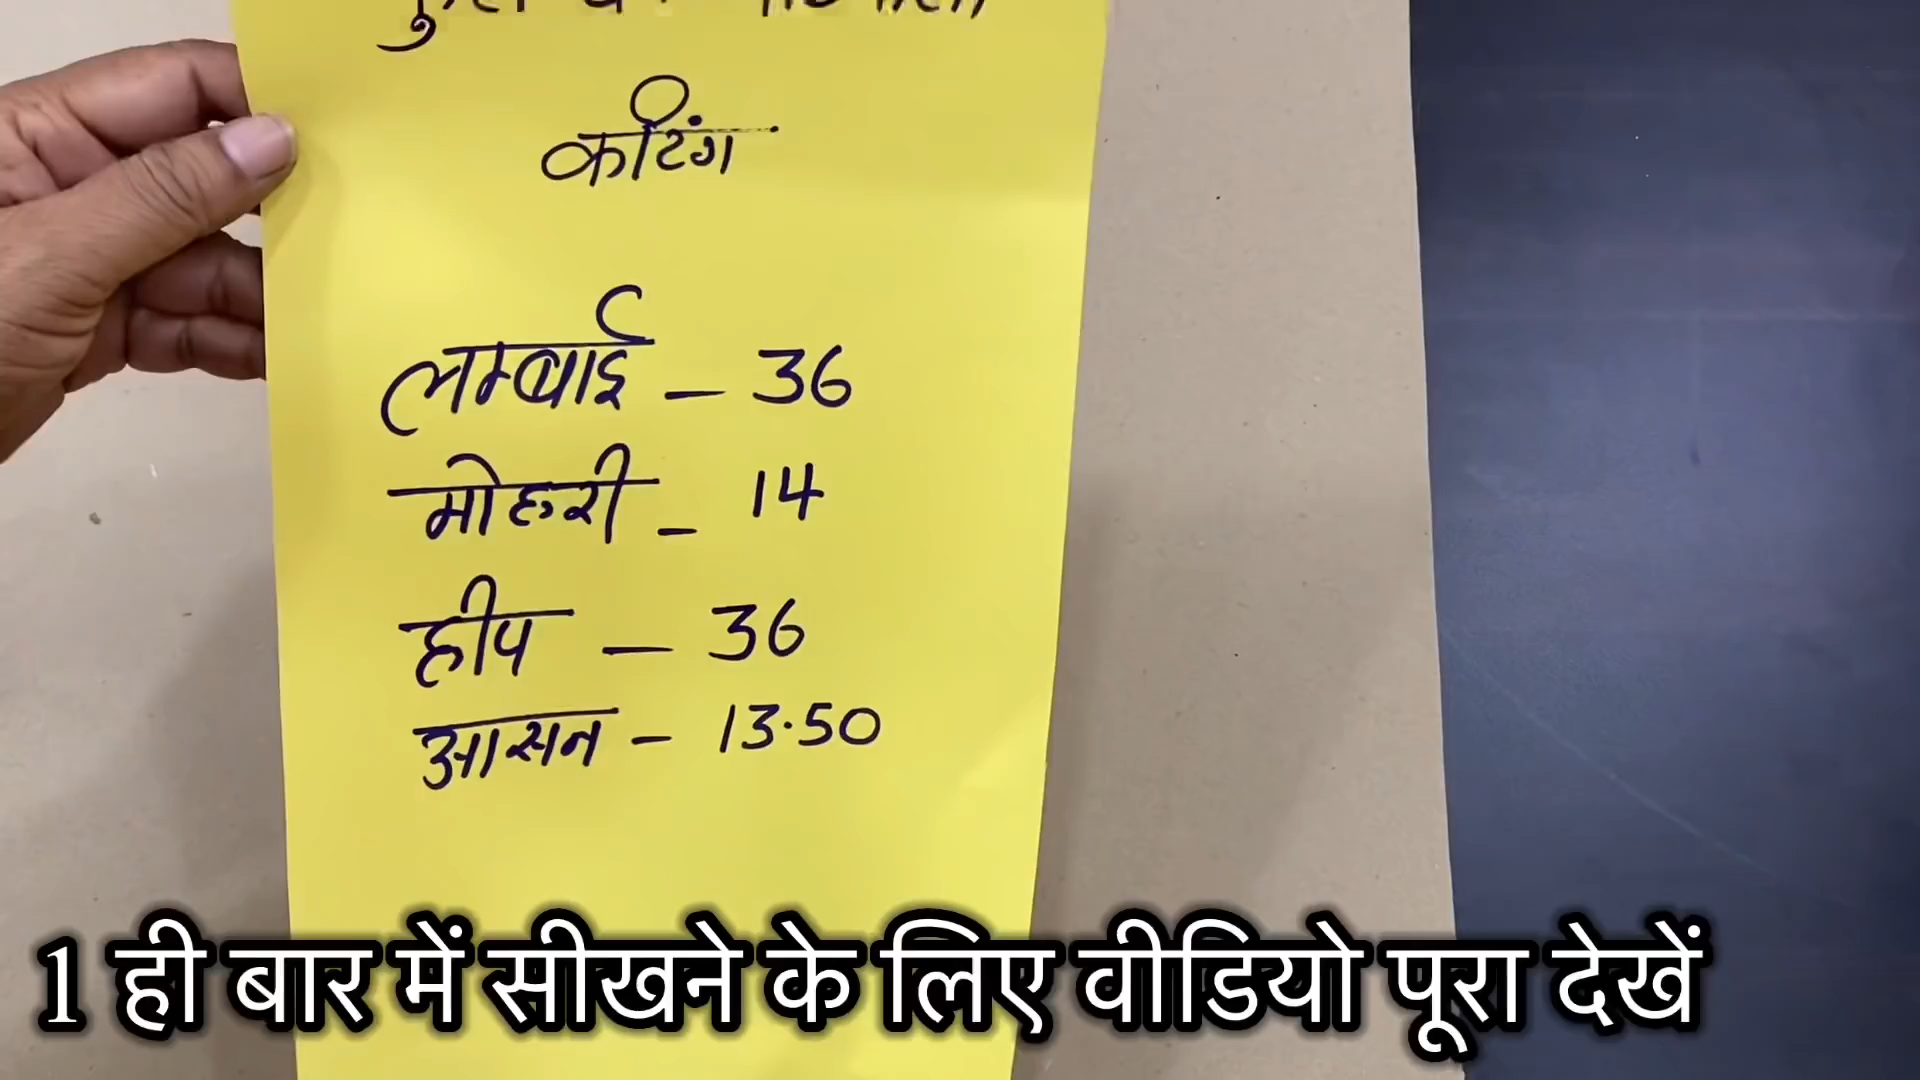 कटिंग
लम्बाई - 36
मोहरी - 14
हीप - 36
आसन - 13.50
1 ही बार में सीखने के लिए वीडियो पूरा देखें